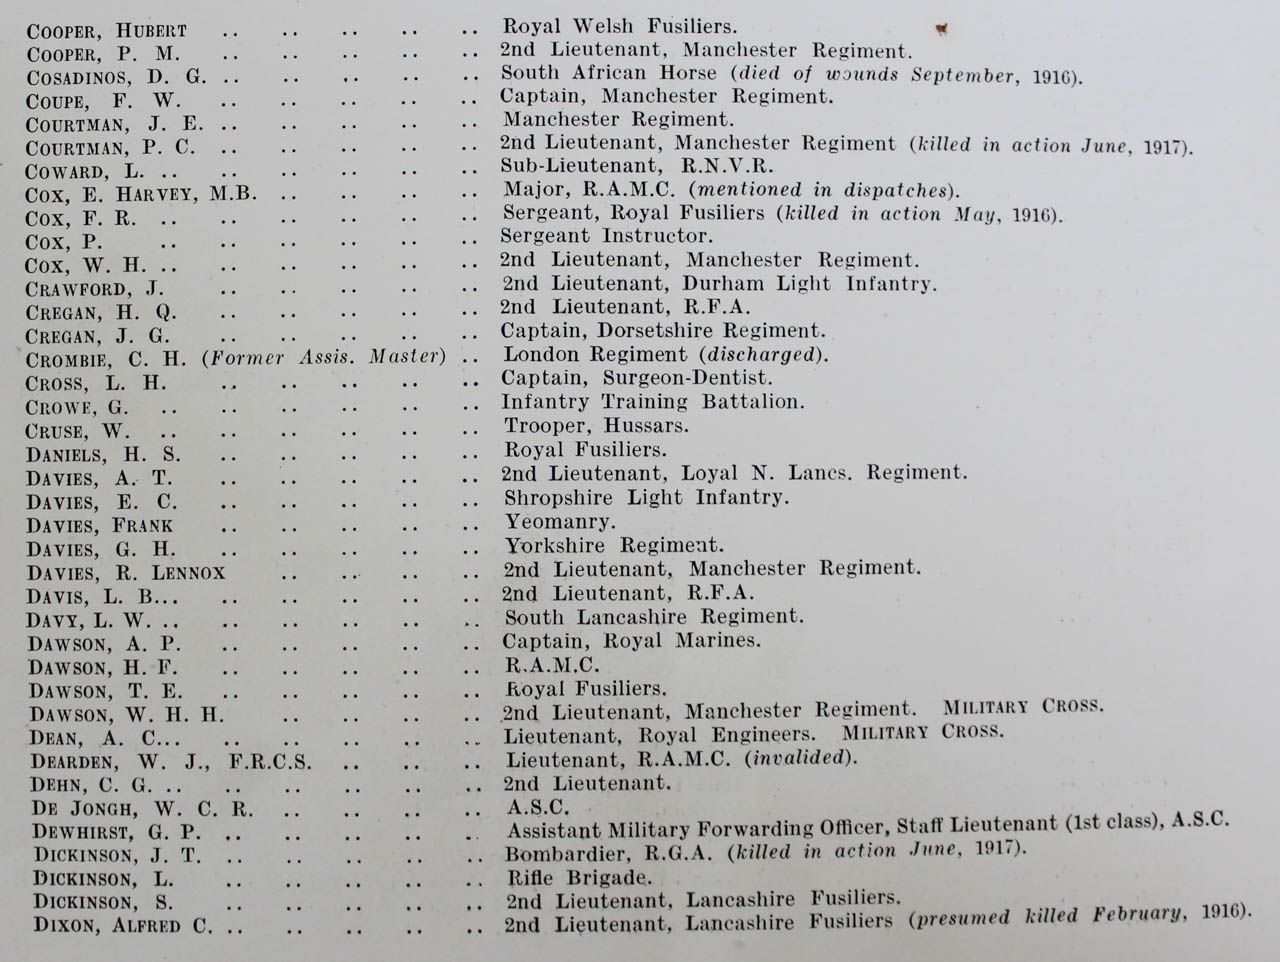 COOPER, HUBERT .. .. .. .. .. Royal Welsh Fusiliers.
COOPER, P. M. .. .. .. .. .. 2nd Lieutenant, Manchester Regiment.
COSADINOS, D. G. .. .. .. .. .. South African Horse (died of wounds September, 1916).
COUPE, F. W. .. .. .. .. .. Captain, Manchester Regiment.
COURTMAN, J. E. .. .. .. .. .. Manchester Regiment.
COURTMAN, P. C. .. .. .. .. .. 2nd Lieutenant, Manchester Regiment (killed in action June, 1917).
COWARD, L. .. .. .. .. .. .. Sub-Lieutenant, R.N.V.R.
COX, E. HARVEY, M.B. .. .. .. .. Major, R.A.M.C. (mentioned in dispatches).
COX, F. R. .. .. .. .. .. .. Sergeant, Royal Fusiliers (killed in action May, 1916).
COX, P. .. .. .. .. .. .. Sergeant Instructor.
COX, W. H. .. .. .. .. .. .. 2nd Lieutenant, Manchester Regiment.
CRAWFORD, J. .. .. .. .. .. 2nd Lieutenant, Durham Light Infantry.
CREGAN, H. Q. .. .. .. .. .. 2nd Lieutenant, R.F.A.
CREGAN, J. G. .. .. .. .. .. Captain, Dorsetshire Regiment.
CROMBIE, C. H. (Former Assis. Master) .. London Regiment (discharged).
CROSS, L. H. .. .. .. .. .. Captain, Surgeon-Dentist.
CROWE, G. .. .. .. .. .. .. Infantry Training Battalion.
CRUSE, W. .. .. .. .. .. .. Trooper, Hussars.
DANIELS, H. S. .. .. .. .. .. Royal Fusiliers.
DAVIES, A. T. .. .. .. .. .. 2nd Lieutenant, Loyal N. Lancs. Regiment.
DAVIES, E. C. .. .. .. .. .. Shropshire Light Infantry.
DAVIES, FRANK .. .. .. .. .. Yeomanry.
DAVIES, G. H. .. .. .. .. .. Yorkshire Regiment.
DAVIES, R. LENNOX .. .. .. .. 2nd Lieutenant, Manchester Regiment.
DAVIS, L. B... .. .. .. .. .. 2nd Lieutenant, R.F.A.
DAVY, L. W. .. .. .. .. .. .. South Lancashire Regiment.
DAWSON, A. P. .. .. .. .. .. Captain, Royal Marines.
DAWSON, H. F. .. .. .. .. .. R.A.M.C.
DAWSON, T. E. .. .. .. .. .. Royal Fusiliers.
DAWSON, W. H. H. .. .. .. .. 2nd Lieutenant, Manchester Regiment. MILITARY CROSS.
DEAN, A. C... .. .. .. .. .. Lieutenant, Royal Engineers. MILITARY CROSS.
DEARDEN, W. J., F.R.C.S. .. .. .. Lieutenant, R.A.M.C. (invalided).
DEHN, C. G. .. .. .. .. .. .. 2nd Lieutenant.
DE JONGH, W. C. R. .. .. .. .. A.S.C.
DEWHIRST, G. P. .. .. .. .. .. Assistant Military Forwarding Officer, Staff Lieutenant (1st class), A.S.C.
DICKINSON, J. T. .. .. .. .. .. Bombardier, R.G.A. (killed in action June, 1917).
DICKINSON, L. .. .. .. .. .. Rifle Brigade.
DICKINSON, S. .. .. .. .. .. 2nd Lieutenant, Lancashire Fusiliers.
DIXON, ALFRED C. .. .. .. .. .. 2nd Lieutenant, Lancashire Fusiliers (presumed killed February, 1916).